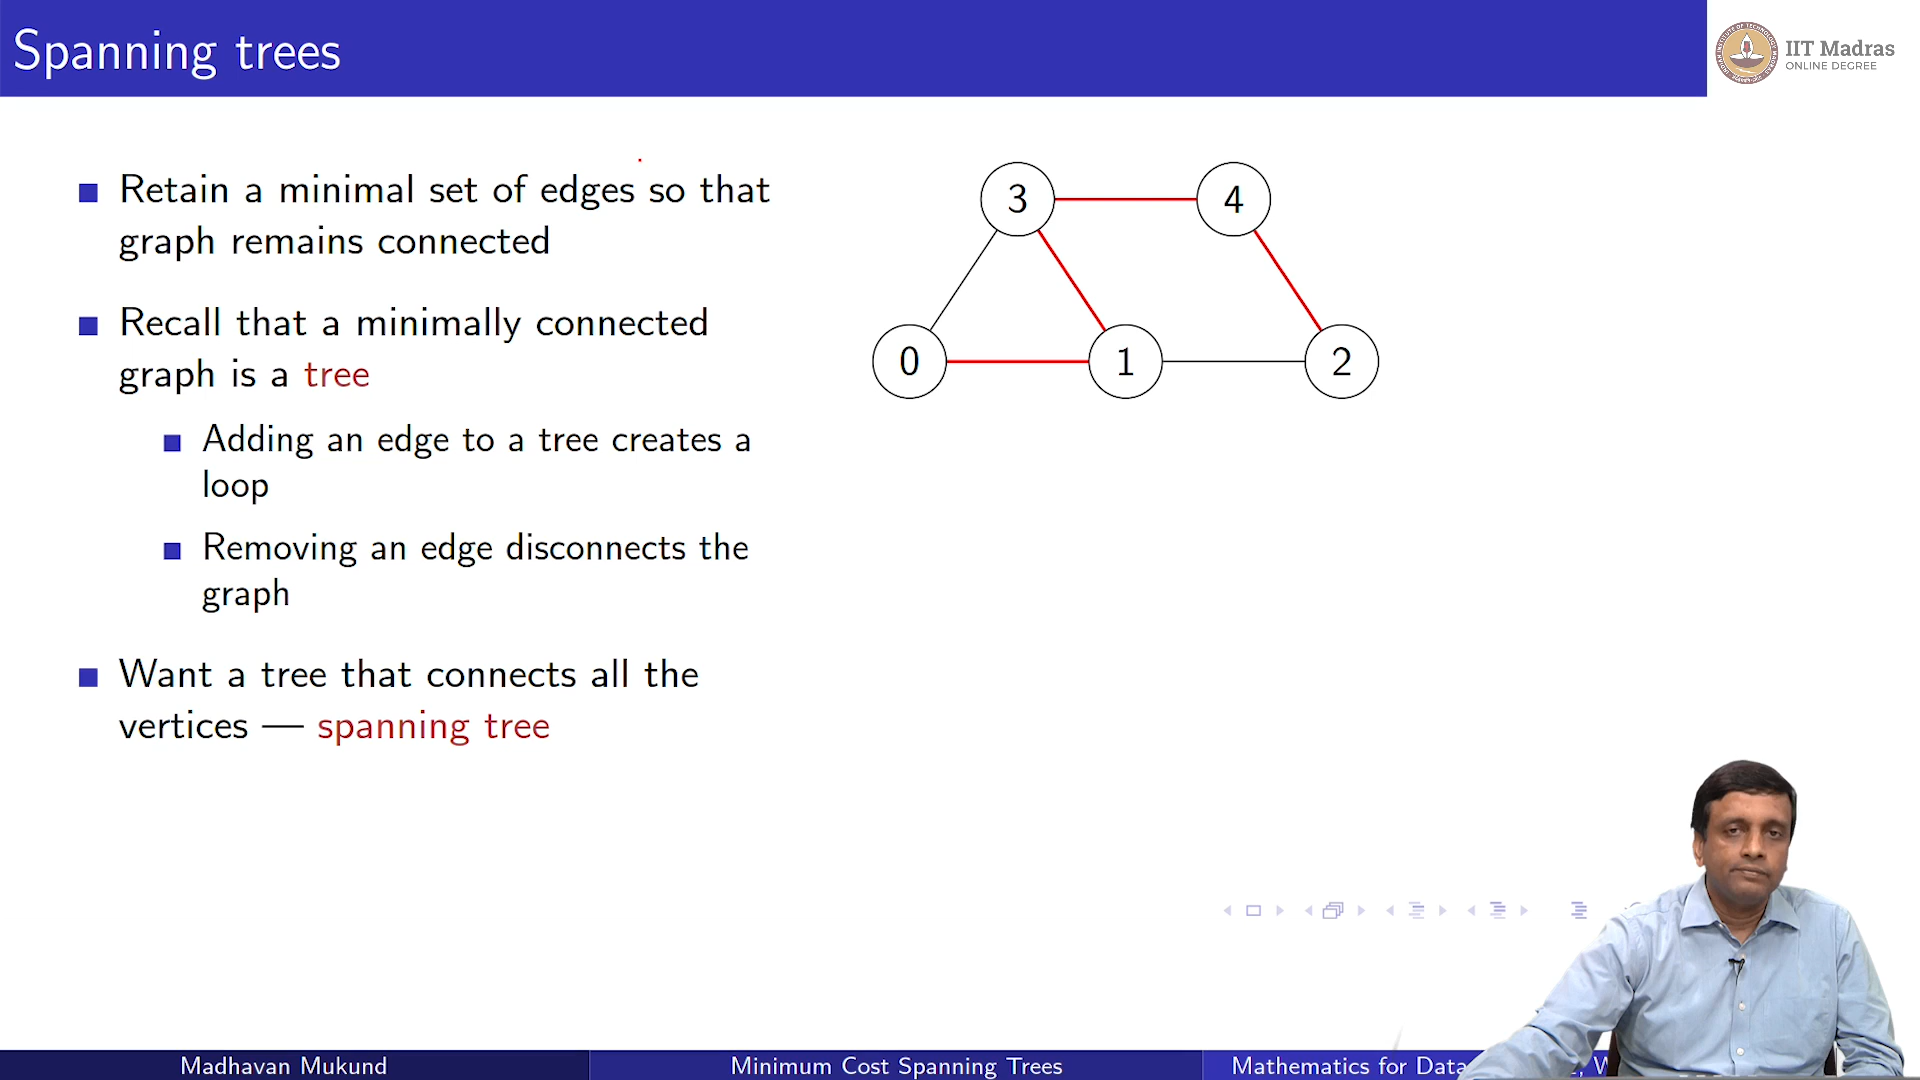 Spanning trees
IIT Madras
ONLINE DEGREE
Retain a minimal set of edges so that
graph remains connected
Recall that a minimally connected
graph is a tree
Adding an edge to a tree creates a
loop
Removing an edge disconnects the
graph
Want a tree that connects all the
vertices — spanning tree
3 4
0 1 2
Madhavan Mukund
Minimum Cost Spanning Trees
Mathematics for Data